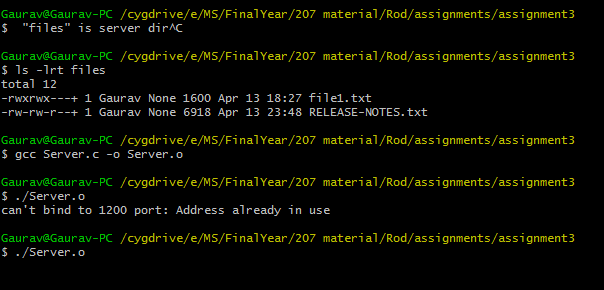 Gaurav@Gaurav-PC /cygdrive/e/MS/FinalYear/207 material/Rod/assignments/assignment3
$  "files" is server dir^C
Gaurav@Gaurav-PC /cygdrive/e/MS/FinalYear/207 material/Rod/assignments/assignment3
$ ls -lrt files
total 12
-rwxrwx---+ 1 Gaurav None 1600 Apr 13 18:27 file1.txt
-rw-rw-r--+ 1 Gaurav None 6918 Apr 13 23:48 RELEASE-NOTES.txt
Gaurav@Gaurav-PC /cygdrive/e/MS/FinalYear/207 material/Rod/assignments/assignment3
$ gcc Server.c -o Server.o
Gaurav@Gaurav-PC /cygdrive/e/MS/FinalYear/207 material/Rod/assignments/assignment3
$ ./Server.o
can't bind to 1200 port: Address already in use
Gaurav@Gaurav-PC /cygdrive/e/MS/FinalYear/207 material/Rod/assignments/assignment3
$ ./Server.o